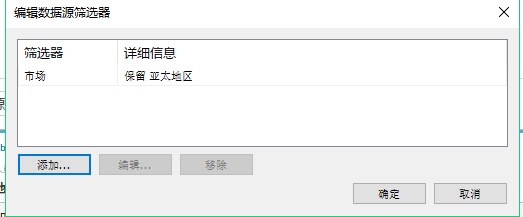 编辑数据源筛选器
筛选器 详细信息
市场 保留 亚太地区
添加... 编辑... 移除
确定 取消